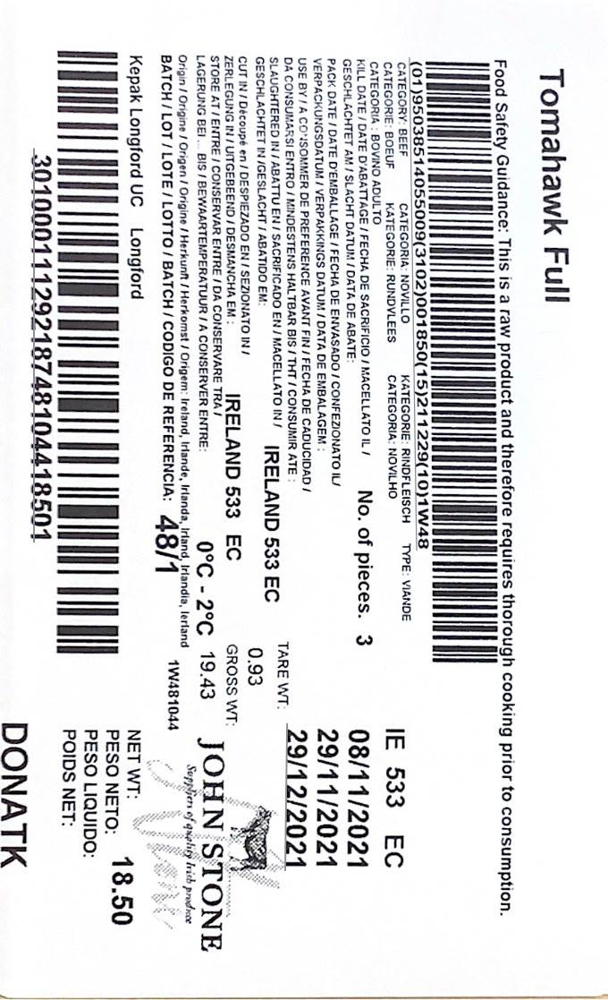 Tomahawk Full
Food Safety Guidance: This is a raw product and therefore requires thorough cooking prior to consumption.
(01)95038514055009(3102)001850(15)211229(10)1W48
CATEGORY: BEEF CATEGORIA: NOVILLO KATEGORIE: RINDFLEISCH TYPE: VIANDE
CATEGORIE: BOEUF KATEGORIE: RUNDVLEES CATEGORIA: NOVILHO
CATEGORIA : BOVINO ADULTO
IE 533 EC
KILL DATE / DATE D'ABATTAGE / FECHA DE SACRIFICIO / MACELLATO IL /
GESCHLACHTET AM / SLACHT DATUM / DATA DE ABATE:
No. of pieces. 3
08/11/2021
PACK DATE / DATE D'EMBALLAGE / FECHA DE ENVASADO / CONFEZIONATO IL/
VERPACKUNGSDATUM / VERPAKKINGS DATUM / DATA DE EMBALAGEM :
29/11/2021
USE BY / A CONSOMMER DE PREFERENCE AVANT FIN / FECHA DE CADUCIDAD /
DA CONSUMARSI ENTRO / MINDESTENS HALTBAR BIS / THT / CONSUMIR ATE :
29/12/2021
SLAUGHTERED IN / ABATTU EN / SACRIFICADO EN / MACELLATO IN /
GESCHLACHTET IN /GESLACHT / ABATIDO EM:
IRELAND 533 EC
TARE WT:
0.93
CUT IN / Découpé en / DESPIEZADO EN / SEZIONATO IN /
ZERLEGUNG IN / UITGEBEEND / DESMANCHA EM :
IRELAND 533 EC
GROSS WT:
19.43
STORE AT / ENTRE / CONSERVAR ENTRE / DA CONSERVARE TRA /
LAGERUNG BEI... BIS / BEWAARTEMPERATUUR / A CONSERVER ENTRE:
0°C - 2°C
JOHN STONE
Suppliers of quality Irish produce
Origin / Origine / Origen / Origine / Herkunft / Herkomst / Origem: Ireland, Irlande, Irlanda, Irland, Irlandia, Ierland
BATCH / LOT / LOTE / LOTTO / BATCH / CODIGO DE REFERENCIA: 48/1
1W481044
Kepak Longford UC Longford
NET WT:
PESO NETO:
PESO LIQUIDO:
POIDS NET:
18.50
30100011129218748104418501
DONATK